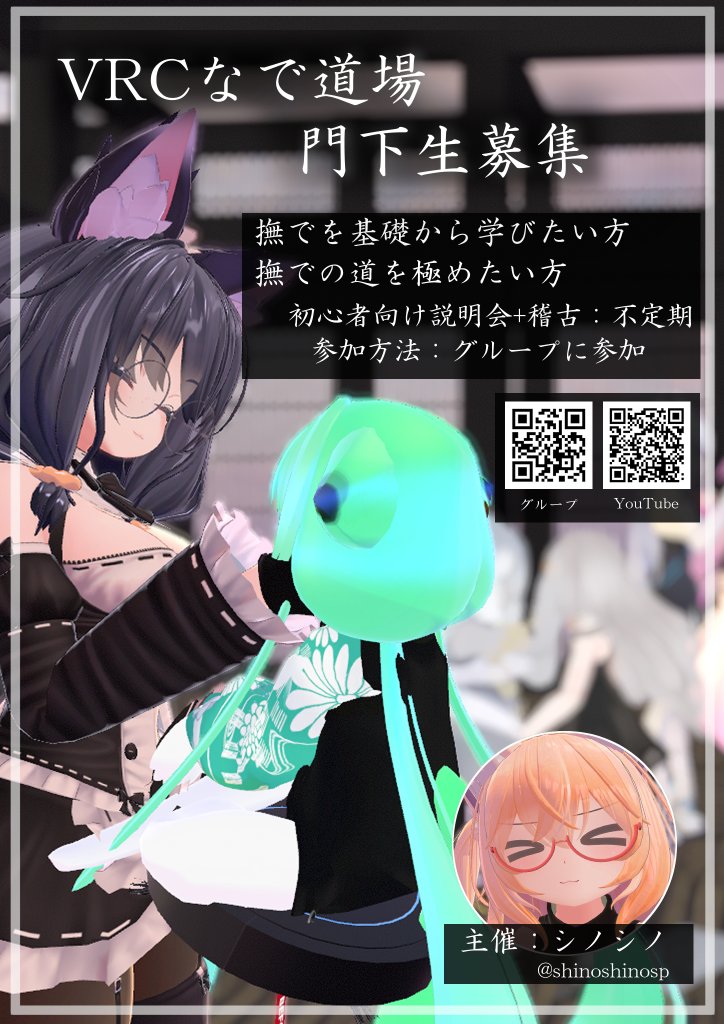 VRCなで道場
門下生募集
撫でを基礎から学びたい方
撫での道を極めたい方
初心者向け説明会+稽古：不定期
参加方法：グループに参加
グループ
YouTube
主催：シノシノ
@shinoshinosp